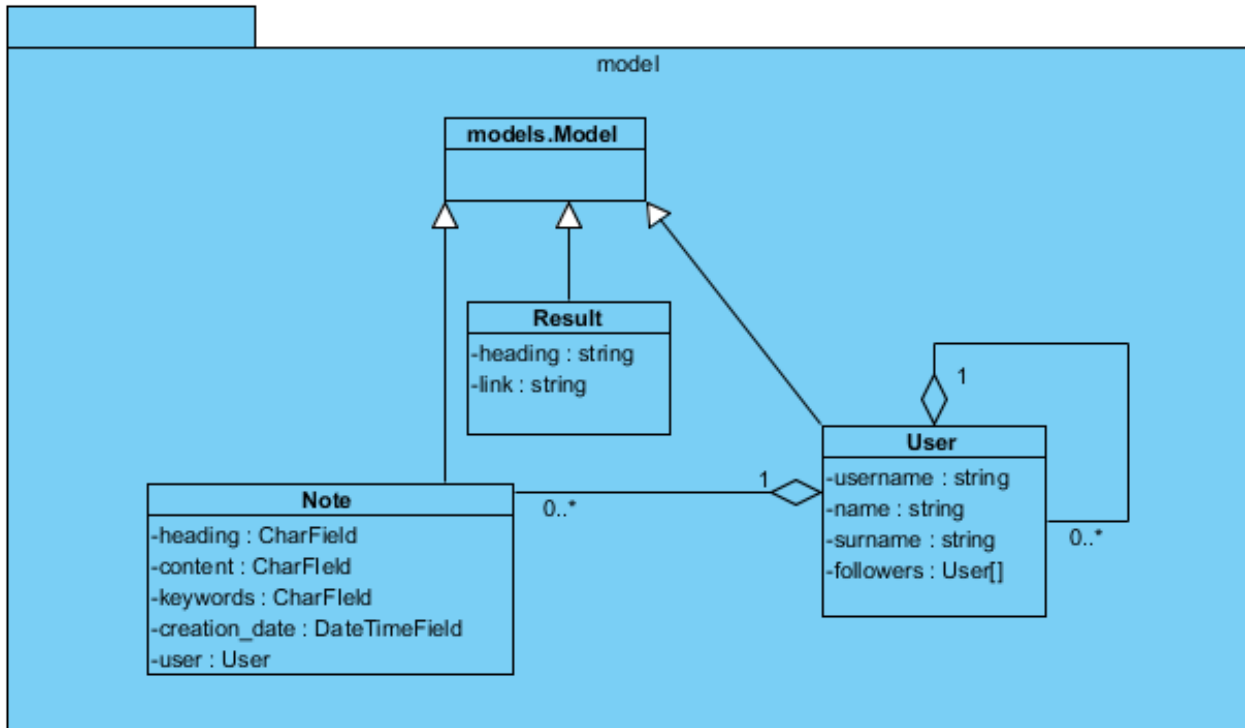 model
models.Model
Result
-heading : string
-link : string
1
User
-username : string
-name : string
-surname : string
-followers : User[]
0..*
1
0..*
Note
-heading : CharField
-content : CharFIeld
-keywords : CharFIeld
-creation_date : DateTimeField
-user : User